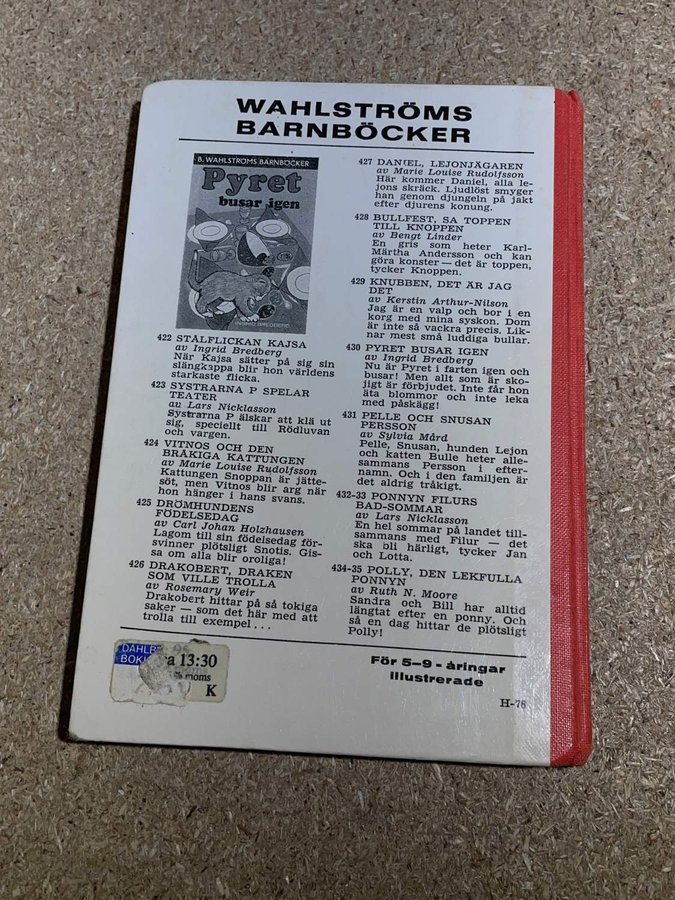 WAHLSTRÖMS
BARNBÖCKER
B. WAHLSTRÖMS BARNBÖCKER
Pyret
busar igen
INGRID BREDBERG
422 STÅLFLICKAN KAJSA
av Ingrid Bredberg
När Kajsa sätter på sig sin
slängkappa blir hon världens
starkaste flicka.
423 SYSTRARNA P SPELAR
TEATER
av Lars Nicklasson
Systrarna P älskar att klä ut
sig, speciellt till Rödluvan
och vargen.
424 VITNOS OCH DEN
BRÅKIGA KATTUNGEN
av Marie Louise Rudolfsson
Kattungen Snoppan är jätte-
söt, men Vitnos blir arg när
hon hänger i hans svans.
425 DRÖMHUNDENS
FÖDELSEDAG
av Carl Johan Holzhausen
Lagom till sin födelsedag för-
svinner plötsligt Snotis. Gis-
sa om alla blir oroliga!
426 DRAKOBERT, DRAKEN
SOM VILLE TROLLA
av Rosemary Weir
Drakobert hittar på så tokiga
saker — som det här med att
trolla till exempel...
427 DANIEL, LEJONJÄGAREN
av Marie Louise Rudolfsson
Här kommer Daniel, alla le-
jons skräck. Ljudlöst smyger
han genom djungeln på jakt
efter djurens konung.
428 BULLFEST, SA TOPPEN
TILL KNOPPEN
av Bengt Linder
En gris som heter Karl-
Märtha Andersson och kan
göra konster — det är toppen,
tycker Knoppen.
429 KNUBBEN, DET ÄR JAG
DET
av Kerstin Arthur-Nilson
Jag är en valp och bor i en
korg med mina syskon. Dom
är inte så vackra precis. Lik-
nar mest små luddiga bullar.
430 PYRET BUSAR IGEN
av Ingrid Bredberg
Nu är Pyret i farten igen och
busar! Men allt som är sko-
jigt är förbjudet. Inte får hon
äta blommor och inte leka
med påskägg!
431 PELLE OCH SNUSAN
PERSSON
av Sylvia Mård
Pelle, Snusan, hunden Lejon
och katten Bulle heter alle-
sammans Persson i efter-
namn. Och i den familjen är
det aldrig tråkigt.
432-33 PONNYN FILURS
BAD-SOMMAR
av Lars Nicklasson
En hel sommar på landet till-
sammans med Filur — det
ska bli härligt, tycker Jan
och Lotta.
434-35 POLLY, DEN LEKFULLA
PONNYN
av Ruth N. Moore
Sandra och Bill har alltid
längtat efter en ponny. Och
så en dag hittar de plötsligt
Polly!
13:30
moms
K
För 5–9-åringar
illustrerade
H-76